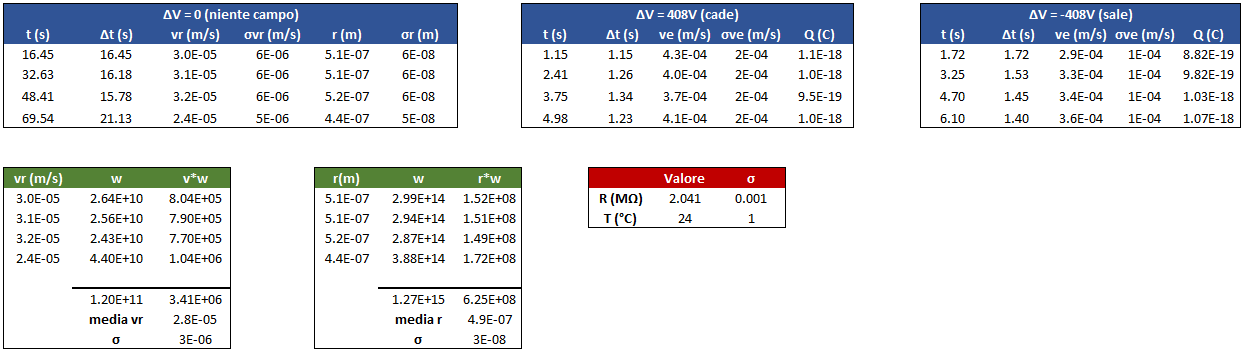 ΔV = 0 (niente campo)
t (s) Δt (s) vr (m/s) σvr (m/s) r (m) σr (m)
16.45 16.45 3.0E-05 6E-06 5.1E-07 6E-08
32.63 16.18 3.1E-05 6E-06 5.1E-07 6E-08
48.41 15.78 3.2E-05 6E-06 5.2E-07 6E-08
69.54 21.13 2.4E-05 5E-06 4.4E-07 5E-08
ΔV = 408V (cade)
t (s) Δt (s) ve (m/s) σve (m/s) Q (C)
1.15 1.15 4.3E-04 2E-04 1.1E-18
2.41 1.26 4.0E-04 2E-04 1.0E-18
3.75 1.34 3.7E-04 2E-04 9.5E-19
4.98 1.23 4.1E-04 2E-04 1.0E-18
ΔV = -408V (sale)
t (s) Δt (s) ve (m/s) σve (m/s) Q (C)
1.72 1.72 2.9E-04 1E-04 8.82E-19
3.25 1.53 3.3E-04 1E-04 9.82E-19
4.70 1.45 3.4E-04 1E-04 1.03E-18
6.10 1.40 3.6E-04 1E-04 1.07E-18
vr (m/s) w v*w
3.0E-05 2.64E+10 8.04E+05
3.1E-05 2.56E+10 7.90E+05
3.2E-05 2.43E+10 7.70E+05
2.4E-05 4.40E+10 1.04E+06
1.20E+11 3.41E+06
media vr 2.8E-05
σ 3E-06
r(m) w r*w
5.1E-07 2.99E+14 1.52E+08
5.1E-07 2.94E+14 1.51E+08
5.2E-07 2.87E+14 1.49E+08
4.4E-07 3.88E+14 1.72E+08
1.27E+15 6.25E+08
media r 4.9E-07
σ 3E-08
Valore σ
R (MΩ) 2.041 0.001
T (°C) 24 1